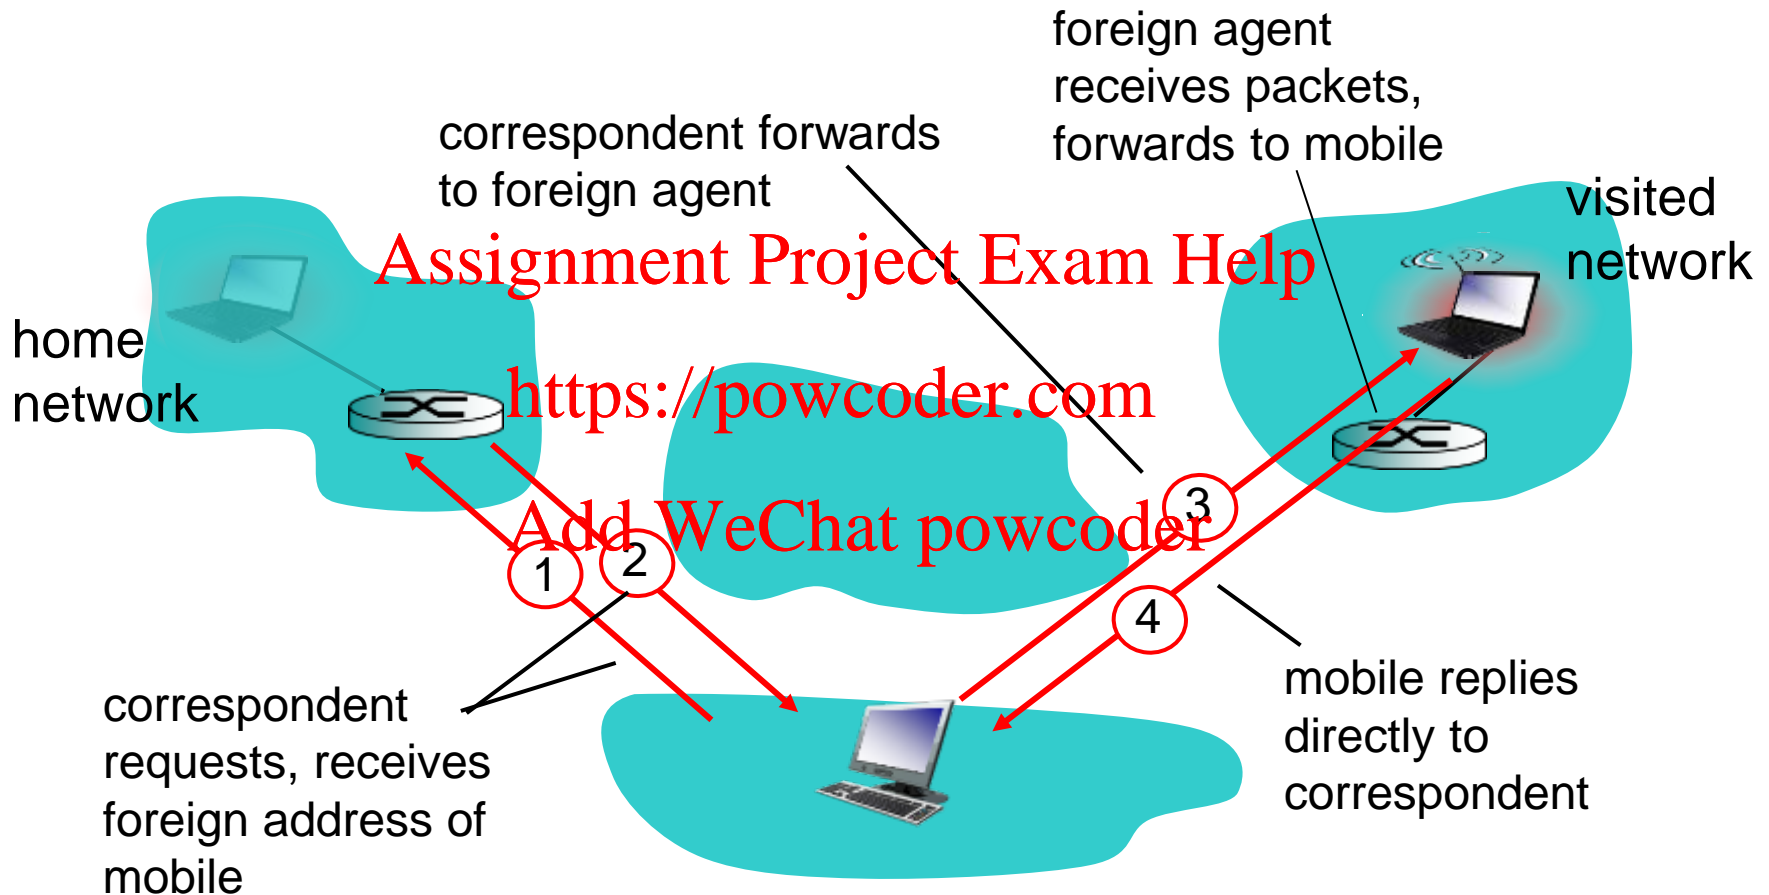 foreign agent
receives packets,
forwards to mobile
correspondent forwards
to foreign agent
visited
network
Assignment Project Exam Help
home
network
https://powcoder.com
Add WeChat powcoder
1
2
3
4
correspondent
requests, receives
foreign address of
mobile
mobile replies
directly to
correspondent